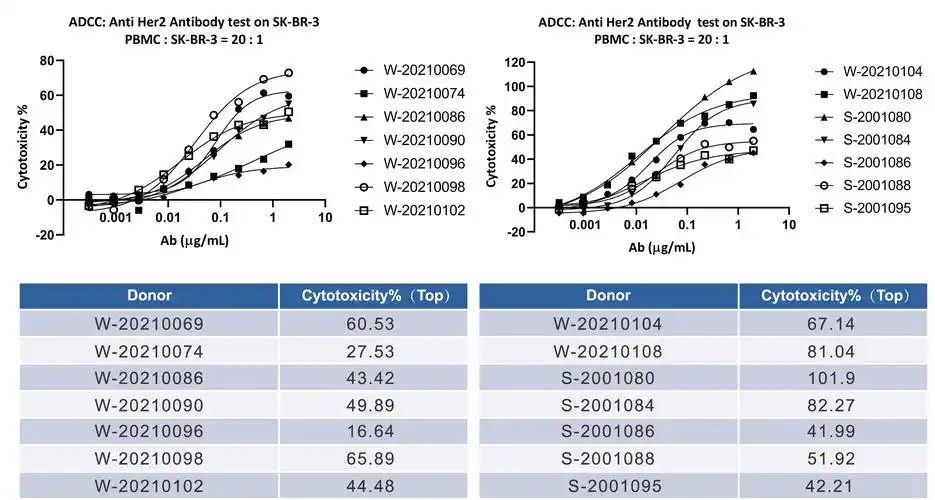 ADCC: Anti Her2 Antibody test on SK-BR-3
PBMC : SK-BR-3 = 20 : 1
Cytotoxicity %
80
60
40
20
0
-20
0.001
0.01
0.1
1
10
Ab (μg/mL)
W-20210069
W-20210074
W-20210086
W-20210090
W-20210096
W-20210098
W-20210102
ADCC: Anti Her2 Antibody test on SK-BR-3
PBMC : SK-BR-3 = 20 : 1
Cytotoxicity %
120
100
80
60
40
20
0
-20
0.001
0.01
0.1
1
10
Ab (μg/mL)
W-20210104
W-20210108
S-2001080
S-2001084
S-2001086
S-2001088
S-2001095
Donor Cytotoxicity%（Top)
W-20210069 60.53
W-20210074 27.53
W-20210086 43.42
W-20210090 49.89
W-20210096 16.64
W-20210098 65.89
W-20210102 44.48
Donor Cytotoxicity%（Top)
W-20210104 67.14
W-20210108 81.04
S-2001080 101.9
S-2001084 82.27
S-2001086 41.99
S-2001088 51.92
S-2001095 42.21